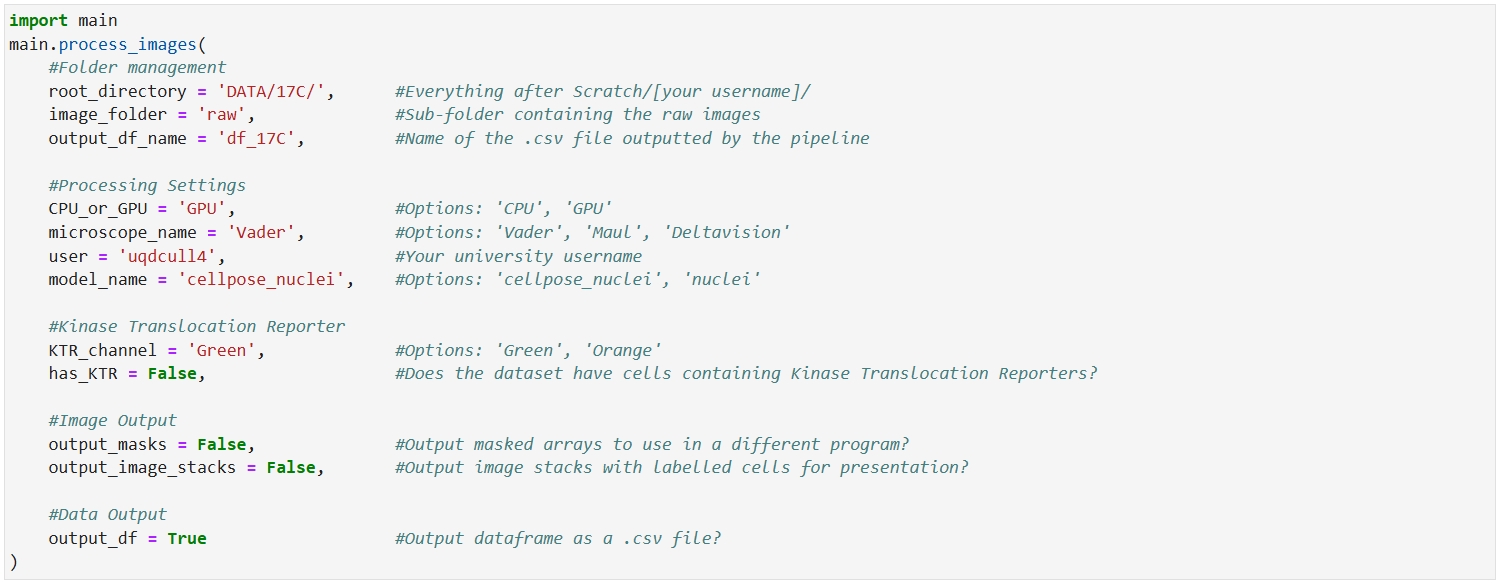 import main
main.process_images(
    #Folder management
    root_directory = 'DATA/17C/',      #Everything after Scratch/[your username]/
    image_folder = 'raw',              #Sub-folder containing the raw images
    output_df_name = 'df_17C',         #Name of the .csv file outputted by the pipeline

    #Processing Settings
    CPU_or_GPU = 'GPU',                #Options: 'CPU', 'GPU'
    microscope_name = 'Vader',         #Options: 'Vader', 'Maul', 'Deltavision'
    user = 'uqdcull4',                 #Your university username
    model_name = 'cellpose_nuclei',    #Options: 'cellpose_nuclei', 'nuclei'

    #Kinase Translocation Reporter
    KTR_channel = 'Green',             #Options: 'Green', 'Orange'
    has_KTR = False,                   #Does the dataset have cells containing Kinase Translocation Reporters?

    #Image Output
    output_masks = False,              #Output masked arrays to use in a different program?
    output_image_stacks = False,       #Output image stacks with labelled cells for presentation?

    #Data Output
    output_df = True                   #Output dataframe as a .csv file?
)